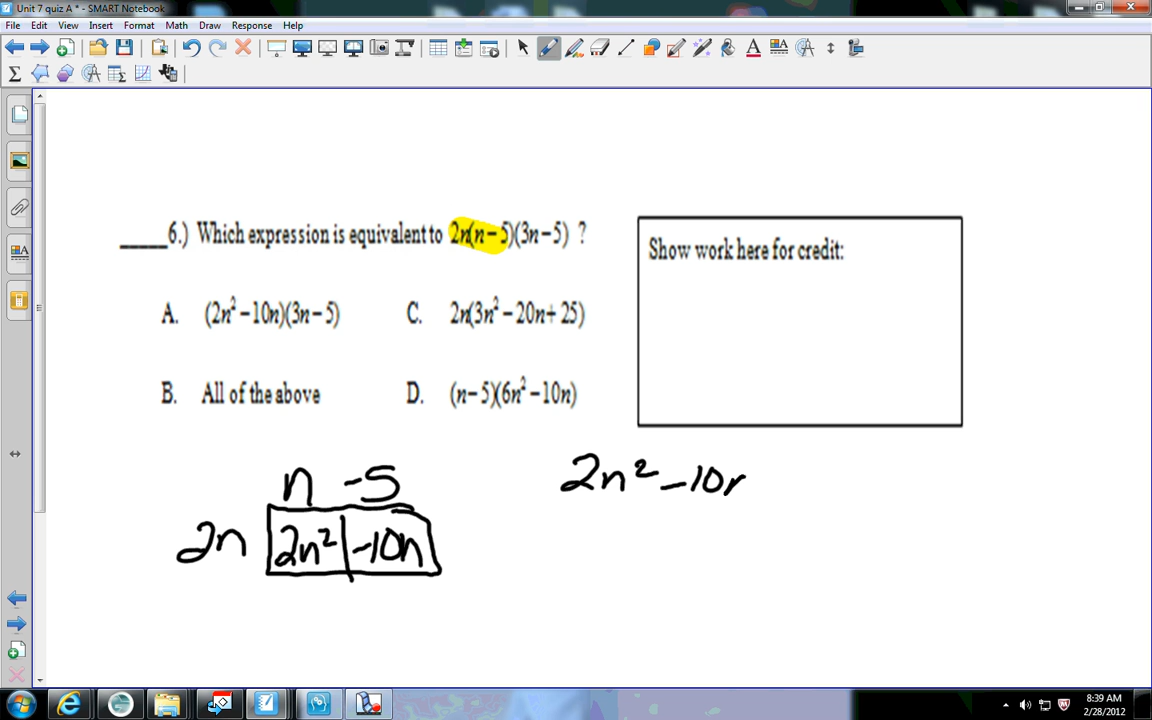 Unit 7 quiz A * - SMART Notebook
File Edit View Insert Format Math Draw Response Help
_____6.) Which expression is equivalent to 2n(n−5)(3n−5) ?
Show work here for credit:
A. (2n²−10n)(3n−5) C. 2n(3n²−20n+25)
B. All of the above D. (n−5)(6n²−10n)
n -5
2n 2n² -10n
2n² -10
8:39 AM
2/28/2012